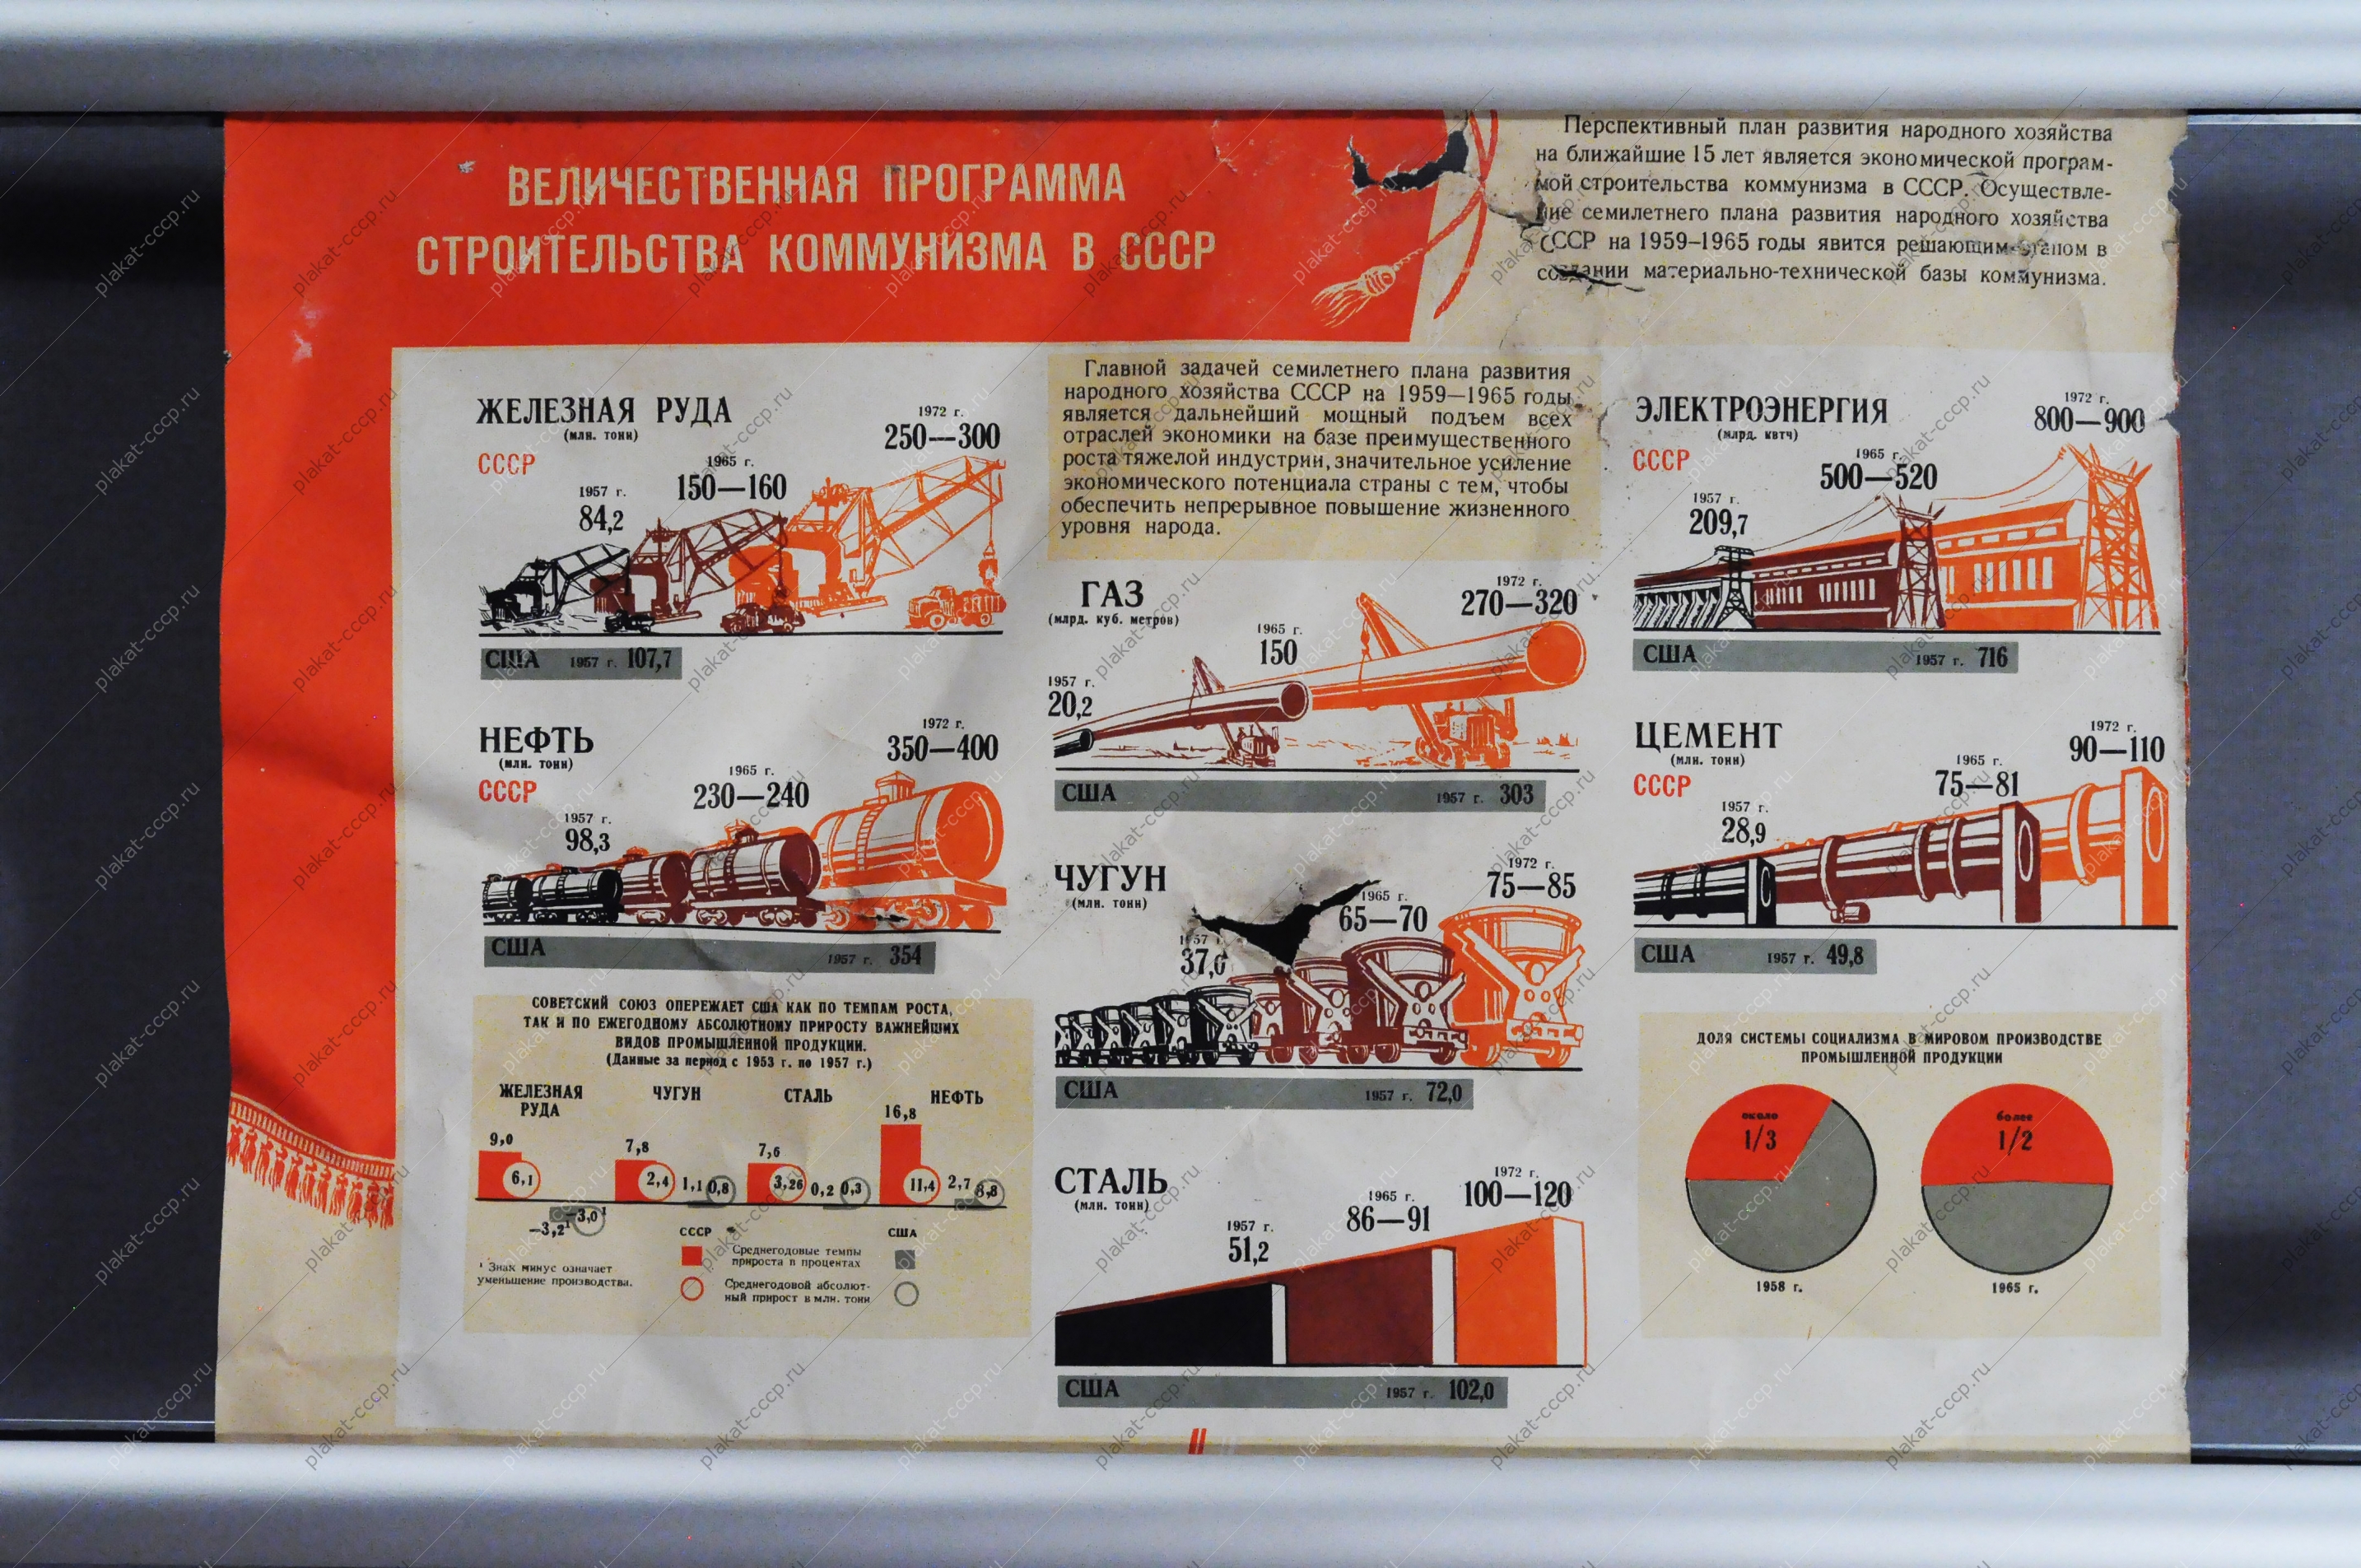 ВЕЛИЧЕСТВЕННАЯ ПРОГРАММА
СТРОИТЕЛЬСТВА КОММУНИЗМА В СССР
Перспективный план развития народного хозяйства
на ближайшие 15 лет является экономической програм-
мой строительства коммунизма в СССР. Осуществле-
ние семилетнего плана развития народного хозяйства
СССР на 1959–1965 годы явится решающим этапом в
создании материально-технической базы коммунизма.
ЖЕЛЕЗНАЯ РУДА
(млн. тонн)
СССР
1957 г.
84,2
1965 г.
150—160
1972 г.
250—300
США 1957 г. 107,7
НЕФТЬ
(млн. тонн)
СССР
1957 г.
98,3
1965 г.
230—240
1972 г.
350—400
США 1957 г. 354
СОВЕТСКИЙ СОЮЗ ОПЕРЕЖАЕТ США КАК ПО ТЕМПАМ РОСТА,
ТАК И ПО ЕЖЕГОДНОМУ АБСОЛЮТНОМУ ПРИРОСТУ ВАЖНЕЙШИХ
ВИДОВ ПРОМЫШЛЕННОЙ ПРОДУКЦИИ.
(Данные за период с 1953 г. по 1957 г.)
ЖЕЛЕЗНАЯ
РУДА
ЧУГУН
СТАЛЬ
НЕФТЬ
9,0
6,1
–3,2¹
–3,0¹
7,8
2,4
1,1
0,8
7,6
3,26
0,2
0,3
16,8
11,4
2,7
8,8
СССР
США
Среднегодовые темпы
прироста в процентах
Среднегодовой абсолют-
ный прирост в млн. тонн
¹ Знак минус означает
уменьшение производства.
Главной задачей семилетнего плана развития
народного хозяйства СССР на 1959—1965 годы
является дальнейший мощный подъем всех
отраслей экономики на базе преимущественного
роста тяжелой индустрии, значительное усиление
экономического потенциала страны с тем, чтобы
обеспечить непрерывное повышение жизненного
уровня народа.
ГАЗ
(млрд. куб. метров)
1957 г.
20,2
1965 г.
150
1972 г.
270—320
США 1957 г. 303
ЧУГУН
(млн. тонн)
37,0
1965 г.
65—70
1972 г.
75—85
США 1957 г. 72,0
СТАЛЬ
(млн. тонн)
1957 г.
51,2
1965 г.
86—91
1972 г.
100—120
США 1957 г. 102,0
ЭЛЕКТРОЭНЕРГИЯ
(млрд. квтч)
СССР
1957 г.
209,7
1965 г.
500—520
1972 г.
800—900
США 1957 г. 716
ЦЕМЕНТ
(млн. тонн)
СССР
1957 г.
28,9
1965 г.
75—81
1972 г.
90—110
США 1957 г. 49,8
ДОЛЯ СИСТЕМЫ СОЦИАЛИЗМА В МИРОВОМ ПРОИЗВОДСТВЕ
ПРОМЫШЛЕННОЙ ПРОДУКЦИИ
около
1/3
1958 г.
более
1/2
1965 г.
plakat-cccp.ru